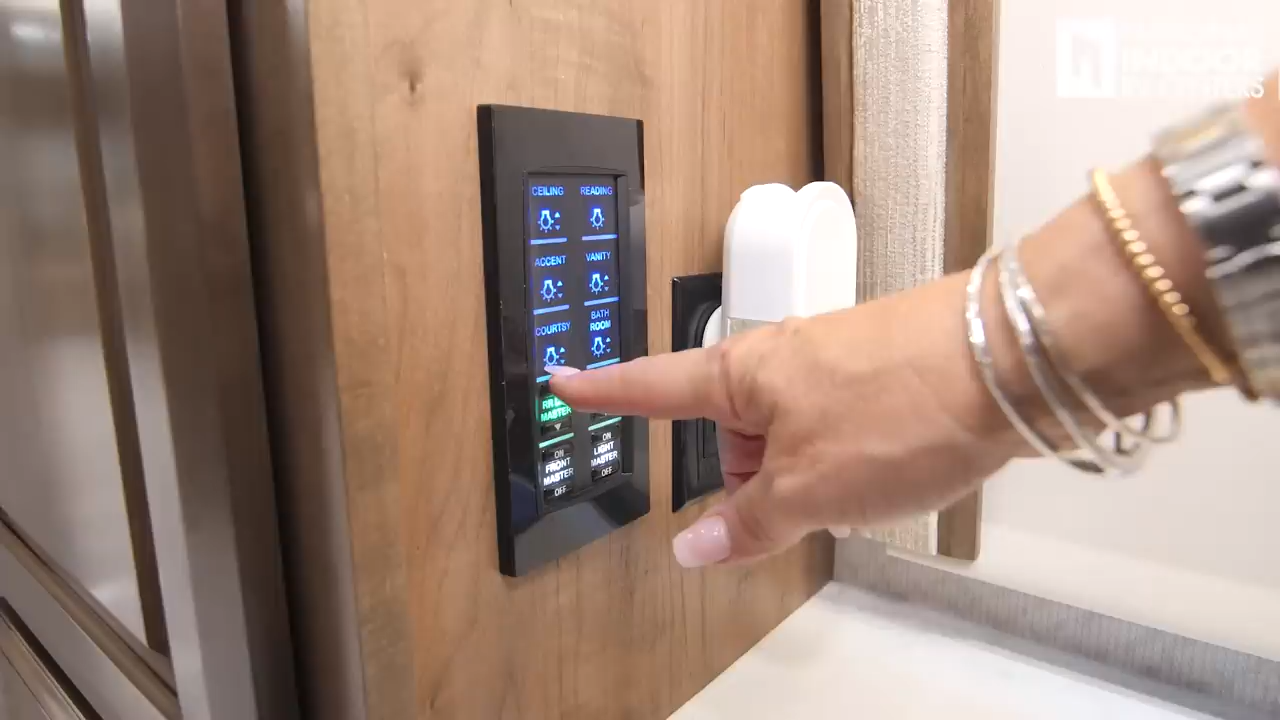 CEILING READING
ACCENT VANITY
COURTSY BATH
ROOM
MASTER
ON ON
FRONT LIGHT
MASTER MASTER
OFF OFF